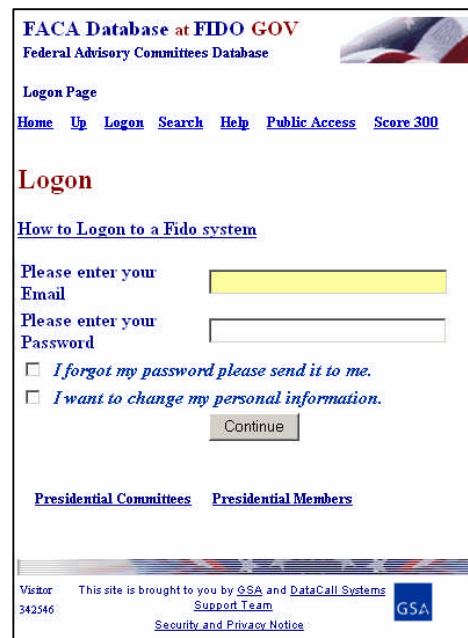 FACA Database at FIDO GOV
Federal Advisory Committees Database
Logon Page
Home Up Logon Search Help Public Access Score 300
Logon
How to Logon to a Fido system
Please enter your
Email
Please enter your
Password
I forgot my password please send it to me.
I want to change my personal information.
Continue
Presidential Committees Presidential Members
Visitor
342546
This site is brought to you by GSA and DataCall Systems
Support Team
Security and Privacy Notice
GSA